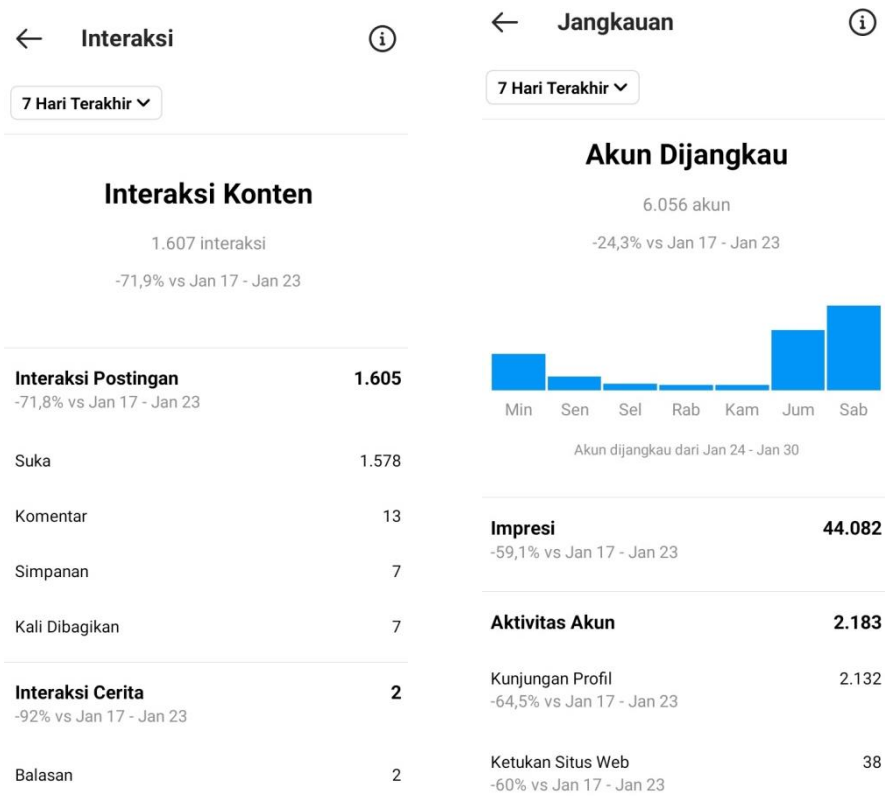 Interaksi
7 Hari Terakhir
Interaksi Konten
1.607 interaksi
-71,9% vs Jan 17 - Jan 23
Interaksi Postingan 1.605
-71,8% vs Jan 17 - Jan 23
Suka 1.578
Komentar 13
Simpanan 7
Kali Dibagikan 7
Interaksi Cerita 2
-92% vs Jan 17 - Jan 23
Balasan 2
Jangkauan
7 Hari Terakhir
Akun Dijangkau
6.056 akun
-24,3% vs Jan 17 - Jan 23
Min Sen Sel Rab Kam Jum Sab
Akun dijangkau dari Jan 24 - Jan 30
Impresi 44.082
-59,1% vs Jan 17 - Jan 23
Aktivitas Akun 2.183
Kunjungan Profil 2.132
-64,5% vs Jan 17 - Jan 23
Ketukan Situs Web 38
-60% vs Jan 17 - Jan 23